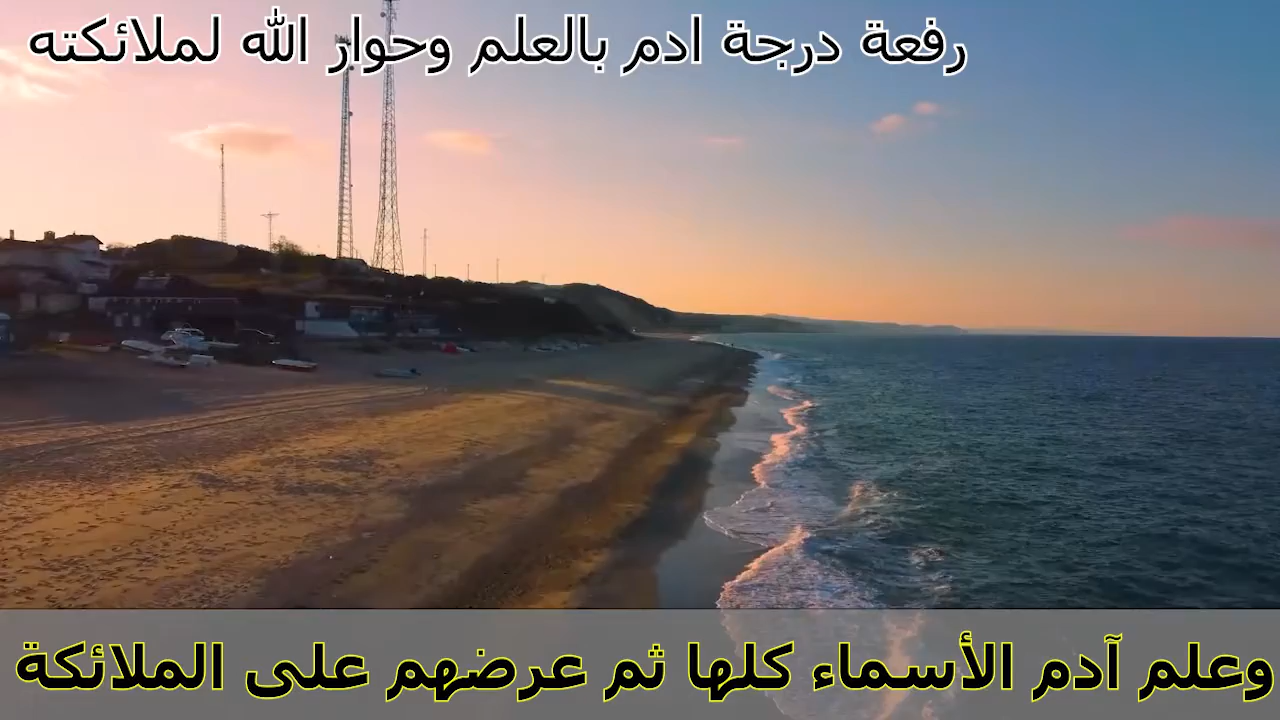 رفعة درجة ادم بالعلم وحوار الله لملائكته
وعلم آدم الأسماء كلها ثم عرضهم على الملائكة